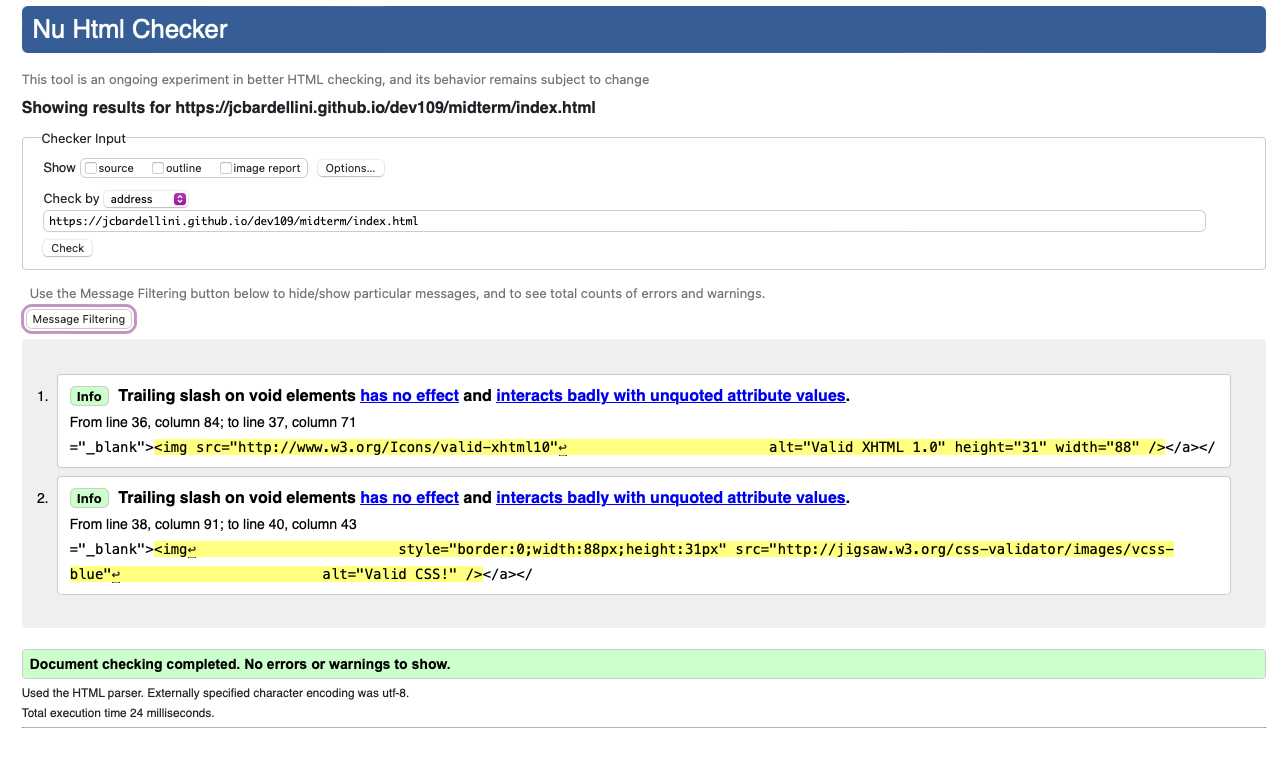 Nu Html Checker
This tool is an ongoing experiment in better HTML checking, and its behavior remains subject to change
Showing results for https://jcbardellini.github.io/dev109/midterm/index.html
Checker Input
Show source outline image report Options...
Check by address
https://jcbardellini.github.io/dev109/midterm/index.html
Check
Use the Message Filtering button below to hide/show particular messages, and to see total counts of errors and warnings.
Message Filtering
1. Info Trailing slash on void elements has no effect and interacts badly with unquoted attribute values.
From line 36, column 84; to line 37, column 71
="_blank"><img src="http://www.w3.org/Icons/valid-xhtml10"↩ alt="Valid XHTML 1.0" height="31" width="88" /></a></
2. Info Trailing slash on void elements has no effect and interacts badly with unquoted attribute values.
From line 38, column 91; to line 40, column 43
="_blank"><img↩ style="border:0;width:88px;height:31px" src="http://jigsaw.w3.org/css-validator/images/vcss-
blue"↩ alt="Valid CSS!" /></a></
Document checking completed. No errors or warnings to show.
Used the HTML parser. Externally specified character encoding was utf-8.
Total execution time 24 milliseconds.